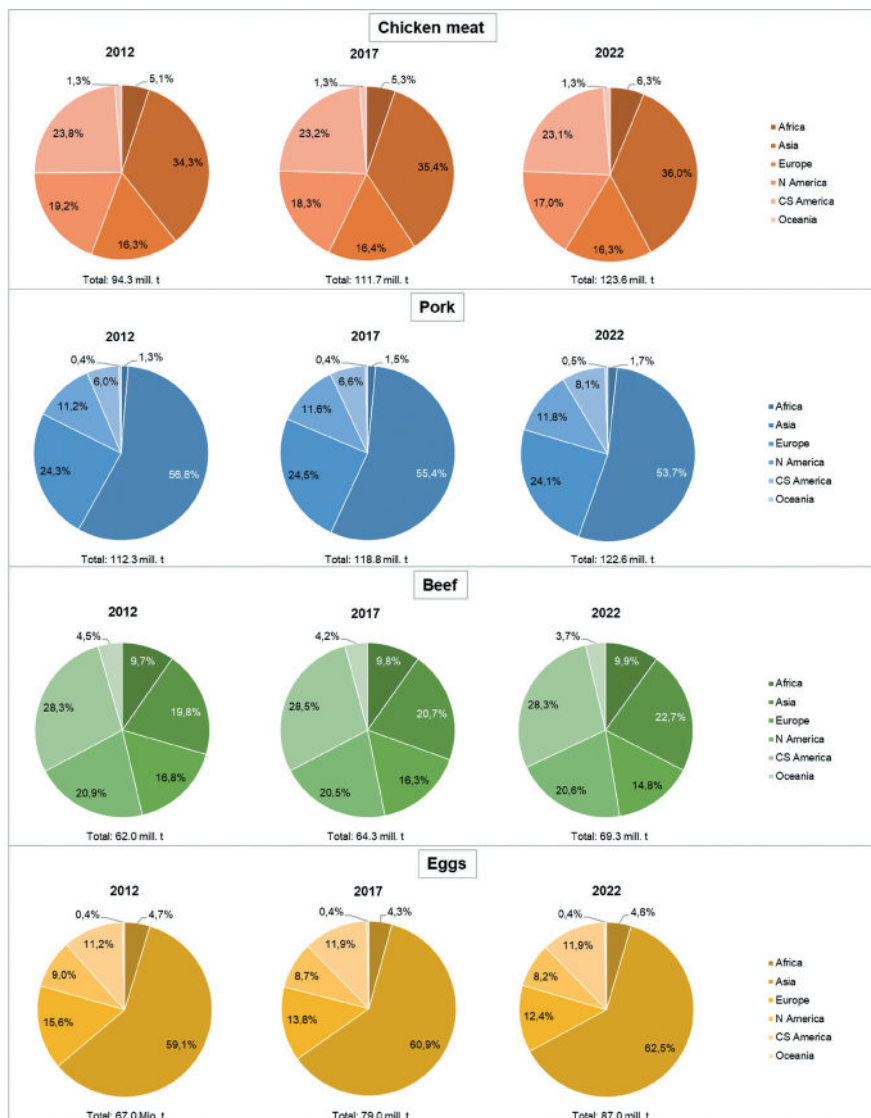 Chicken meat
2012
2017
2022
1,3%
5,1%
1,3%
5,3%
1,3%
6,3%
23,8%
34,3%
23,2%
35,4%
23,1%
36,0%
19,2%
16,3%
18,3%
16,4%
17,0%
16,3%
Africa
Asia
Europe
N America
CS America
Oceania
Total: 94.3 mill. t
Total: 111.7 mill. t
Total: 123.6 mill. t
Pork
2012
2017
2022
0,4%
1,3%
0,4%
1,5%
0,5%
1,7%
6,0%
6,6%
8,1%
11,2%
11,6%
11,8%
24,3%
56,8%
24,5%
55,4%
24,1%
53,7%
Africa
Asia
Europe
N America
CS America
Oceania
Total: 112.3 mill. t
Total: 118.8 mill. t
Total: 122.6 mill. t
Beef
2012
2017
2022
4,5%
9,7%
4,2%
9,8%
3,7%
9,9%
28,3%
19,8%
28,5%
20,7%
28,3%
22,7%
20,9%
16,8%
20,5%
16,3%
20,6%
14,8%
Africa
Asia
Europe
N America
CS America
Oceania
Total: 62.0 mill. t
Total: 64.3 mill. t
Total: 69.3 mill. t
Eggs
2012
2017
2022
0,4%
4,7%
0,4%
4,3%
0,4%
4,6%
11,2%
11,9%
11,9%
9,0%
8,7%
8,2%
15,6%
59,1%
13,8%
60,9%
12,4%
62,5%
Africa
Asia
Europe
N America
CS America
Oceania
Total: 67.0 Mio. t
Total: 79.0 mill. t
Total: 87.0 mill. t